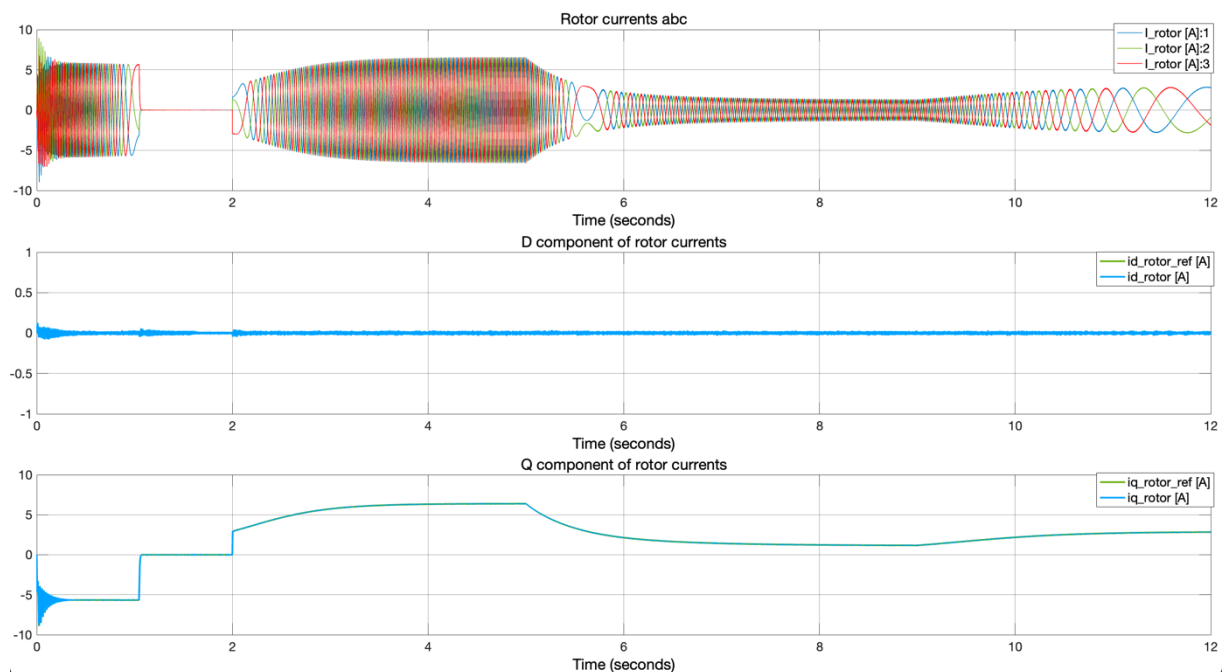 Rotor currents abc
10
5
0
-5
-10
I_rotor [A]:1
I_rotor [A]:2
I_rotor [A]:3
0 2 4 6 8 10 12
Time (seconds)
D component of rotor currents
1
0.5
0
-0.5
-1
id_rotor_ref [A]
id_rotor [A]
0 2 4 6 8 10 12
Time (seconds)
Q component of rotor currents
10
5
0
-5
-10
iq_rotor_ref [A]
iq_rotor [A]
0 2 4 6 8 10 12
Time (seconds)